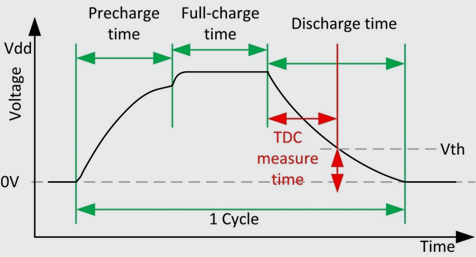 Precharge
time
Full-charge
time
Discharge time
Vdd
Voltage
TDC
measure
time
Vth
0V
1 Cycle
Time